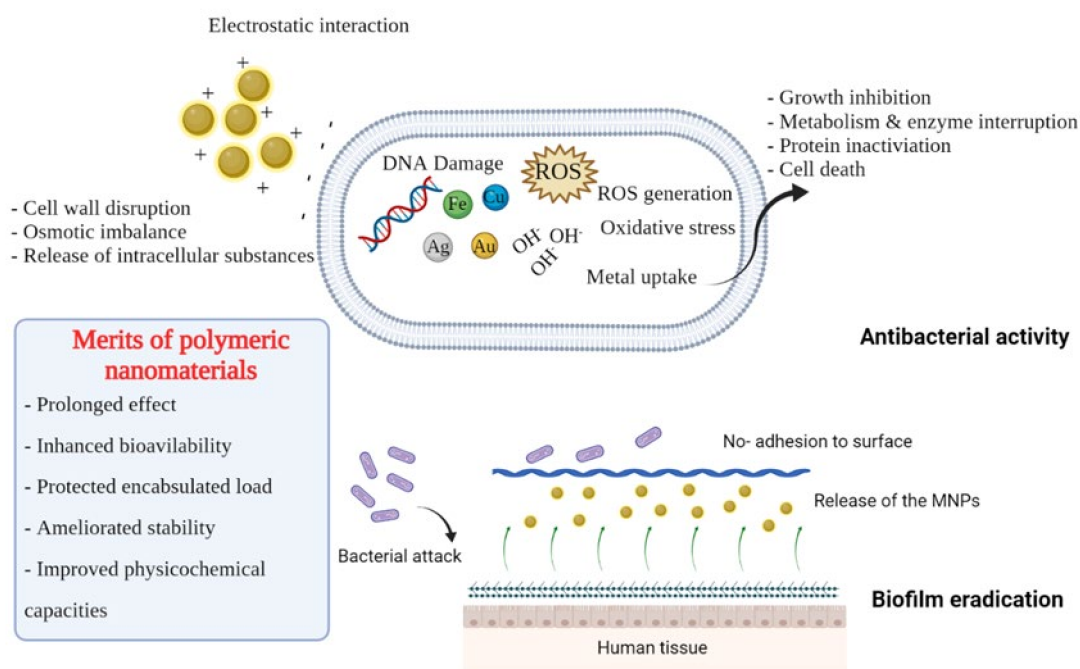 Electrostatic interaction
+
+
+
+
+
+
- Cell wall disruption
- Osmotic imbalance
- Release of intracellular substances
DNA Damage
ROS
Fe
Cu
Ag
Au
OH-
OH-
OH-
ROS generation
Oxidative stress
Metal uptake
- Growth inhibition
- Metabolism & enzyme interruption
- Protein inactiviation
- Cell death
Antibacterial activity
Merits of polymeric
nanomaterials
- Prolonged effect
- Enhanced bioavilability
- Protected encabsulated load
- Ameliorated stability
- Improved physicochemical
capacities
Bacterial attack
No- adhesion to surface
Release of the MNPs
Biofilm eradication
Human tissue